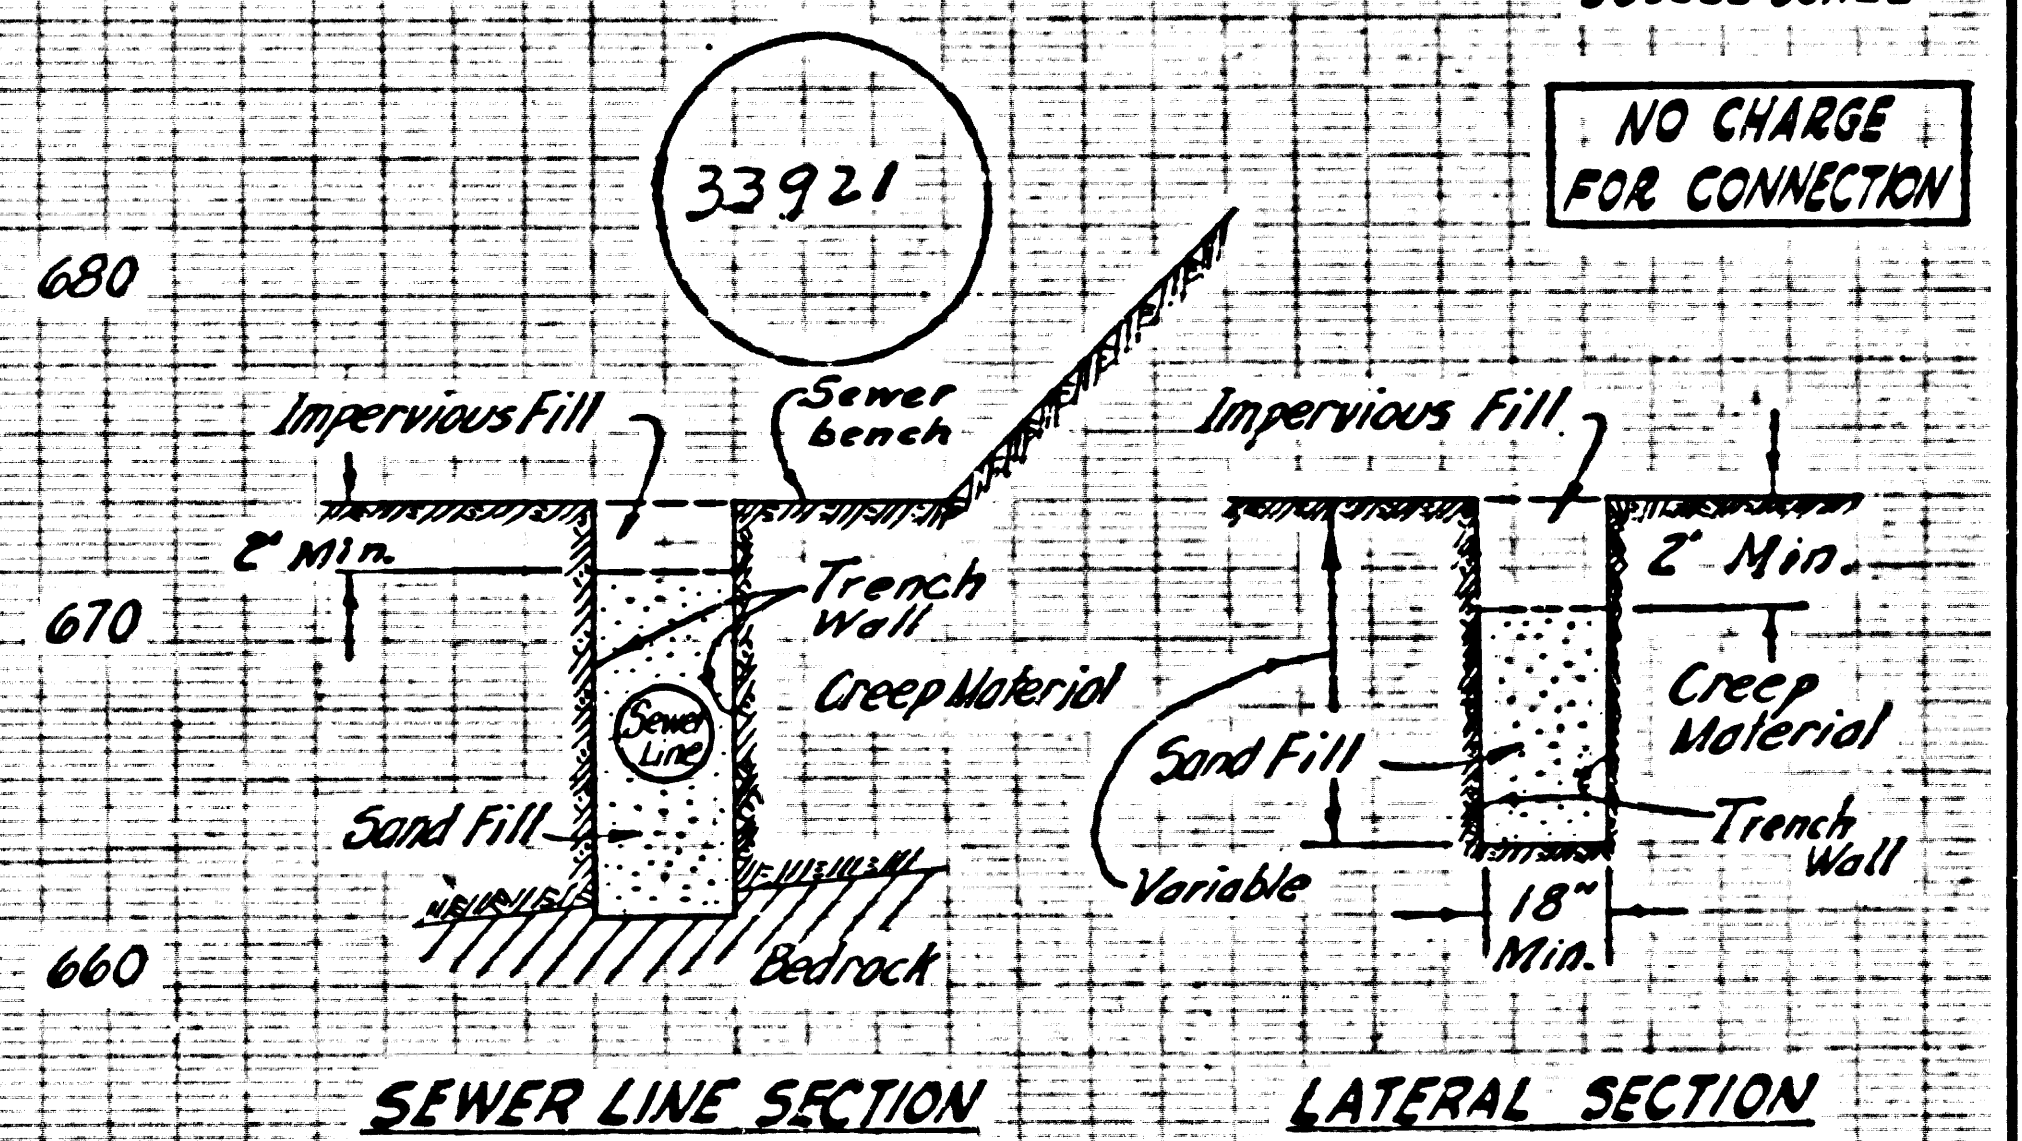 NO CHARGE
FOR CONNECTION
33921
680
670
660
Impervious Fill
Sewer
bench
2' Min.
Trench
Wall
Creep Material
Sewer
Line
Sand Fill
Bedrock
SEWER LINE SECTION
Impervious Fill
2' Min.
Creep
Material
Sand Fill
Trench
Wall
Variable
18"
Min.
LATERAL SECTION